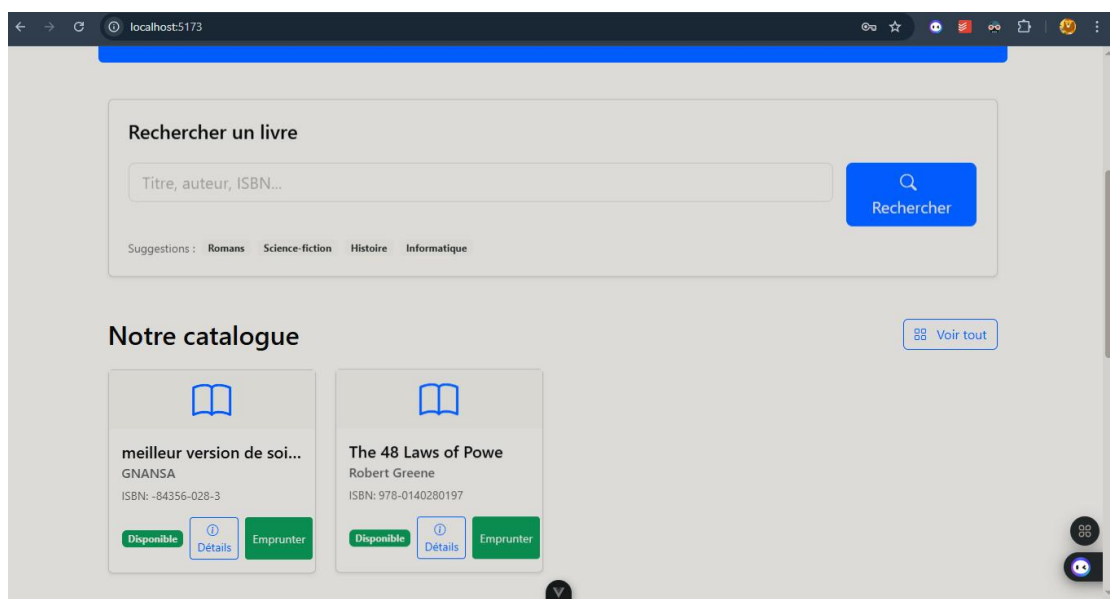 localhost:5173
Rechercher un livre
Titre, auteur, ISBN...
Rechercher
Suggestions : Romans Science-fiction Histoire Informatique
Notre catalogue
Voir tout
meilleur version de soi...
GNANSA
ISBN: -84356-028-3
Disponible
Détails
Emprunter
The 48 Laws of Powe
Robert Greene
ISBN: 978-0140280197
Disponible
Détails
Emprunter